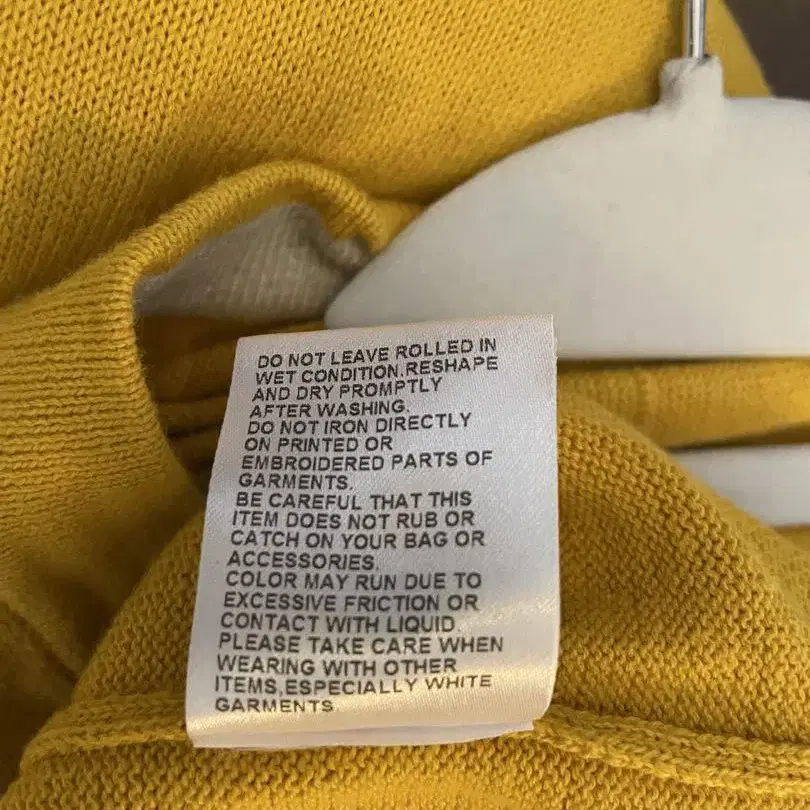 DO NOT LEAVE ROLLED IN
WET CONDITION.RESHAPE
AND DRY PROMPTLY
AFTER WASHING.
DO NOT IRON DIRECTLY
ON PRINTED OR
EMBROIDERED PARTS OF
GARMENTS.
BE CAREFUL THAT THIS
ITEM DOES NOT RUB OR
CATCH ON YOUR BAG OR
ACCESSORIES.
COLOR MAY RUN DUE TO
EXCESSIVE FRICTION OR
CONTACT WITH LIQUID.
PLEASE TAKE CARE WHEN
WEARING WITH OTHER
ITEMS,ESPECIALLY WHITE
GARMENTS.